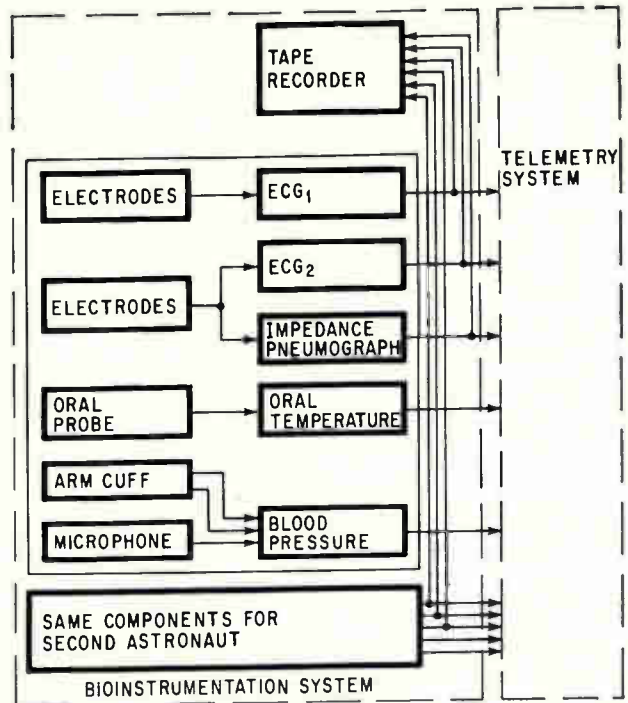 TAPE
RECORDER
TELEMETRY
SYSTEM
ELECTRODES
ECG₁
ELECTRODES
ECG₂
IMPEDANCE
PNEUMOGRAPH
ORAL
PROBE
ORAL
TEMPERATURE
ARM CUFF
MICROPHONE
BLOOD
PRESSURE
SAME COMPONENTS FOR
SECOND ASTRONAUT
BIOINSTRUMENTATION SYSTEM